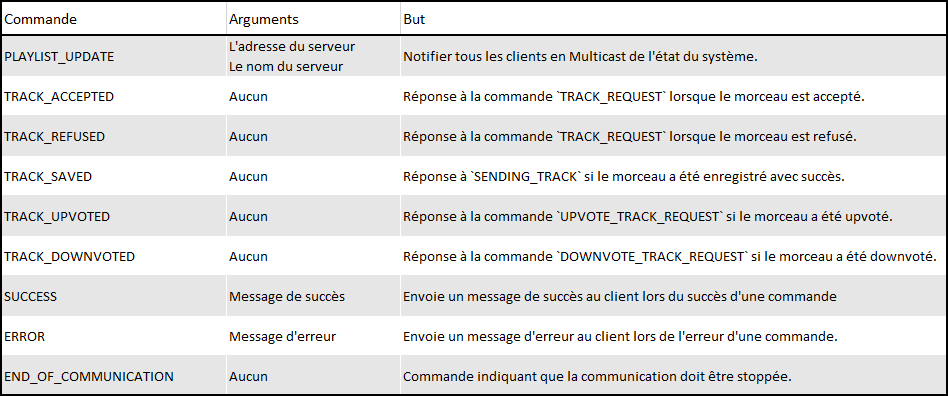 Commande Arguments But
PLAYLIST_UPDATE L'adresse du serveur Notifier tous les clients en Multicast de l'état du système.
Le nom du serveur
TRACK_ACCEPTED Aucun Réponse à la commande `TRACK_REQUEST` lorsque le morceau est accepté.
TRACK_REFUSED Aucun Réponse à la commande `TRACK_REQUEST` lorsque le morceau est refusé.
TRACK_SAVED Aucun Réponse à `SENDING_TRACK` si le morceau a été enregistré avec succès.
TRACK_UPVOTED Aucun Réponse à la commande `UPVOTE_TRACK_REQUEST` si le morceau a été upvoté.
TRACK_DOWNVOTED Aucun Réponse à la commande `DOWNVOTE_TRACK_REQUEST` si le morceau a été downvoté.
SUCCESS Message de succès Envoie un message de succès au client lors du succès d'une commande
ERROR Message d'erreur Envoie un message d'erreur au client lors de l'erreur d'une commande.
END_OF_COMMUNICATION Aucun Commande indiquant que la communication doit être stoppée.